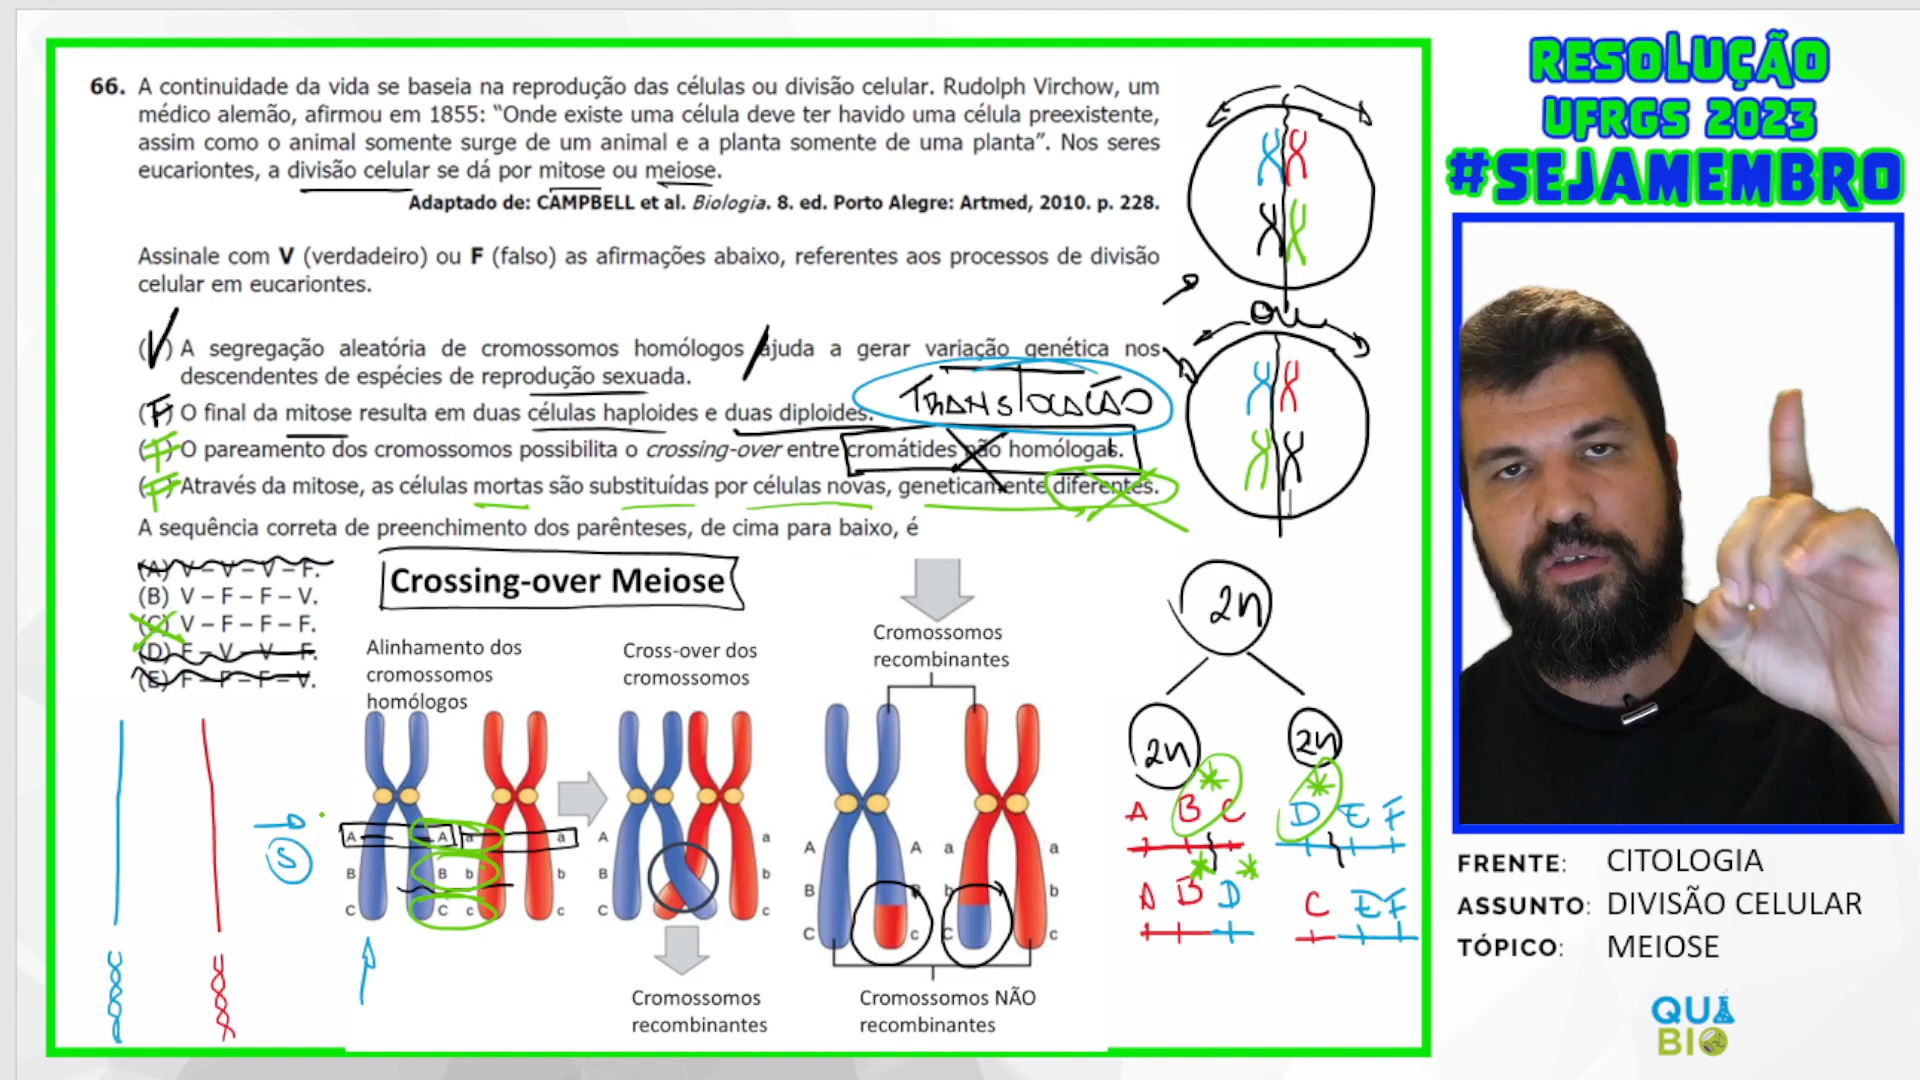 66. A continuidade da vida se baseia na reprodução das células ou divisão celular. Rudolph Virchow, um
médico alemão, afirmou em 1855: “Onde existe uma célula deve ter havido uma célula preexistente,
assim como o animal somente surge de um animal e a planta somente de uma planta”. Nos seres
eucariontes, a divisão celular se dá por mitose ou meiose.
Adaptado de: CAMPBELL et al. Biologia. 8. ed. Porto Alegre: Artmed, 2010. p. 228.
Assinale com V (verdadeiro) ou F (falso) as afirmações abaixo, referentes aos processos de divisão
celular em eucariontes.
(V) A segregação aleatória de cromossomos homólogos ajuda a gerar variação genética nos
descendentes de espécies de reprodução sexuada.
(F) O final da mitose resulta em duas células haploides e duas diploides.
TRANSLOCAÇÃO
(F) O pareamento dos cromossomos possibilita o crossing-over entre cromátides não homólogas.
(F) Através da mitose, as células mortas são substituídas por células novas, geneticamente diferentes.
A sequência correta de preenchimento dos parênteses, de cima para baixo, é
(A) V – V – V – F.
(B) V – F – F – V.
(C) V – F – F – F.
(D) F – V – V – F.
(E) F – F – F – V.
ou
Crossing-over Meiose
Alinhamento dos
cromossomos
homólogos
Cross-over dos
cromossomos
Cromossomos
recombinantes
A A a a
B B b b
C C c c
A a
B b
C c
A A a a
B B b b
C c C c
Cromossomos
recombinantes
Cromossomos NÃO
recombinantes
S
2n
2n 2n
A B C D E F
A B D C E F
RESOLUÇÃO
UFRGS 2023
#SEJAMEMBRO
FRENTE: CITOLOGIA
ASSUNTO: DIVISÃO CELULAR
TÓPICO: MEIOSE
QUA
BIO